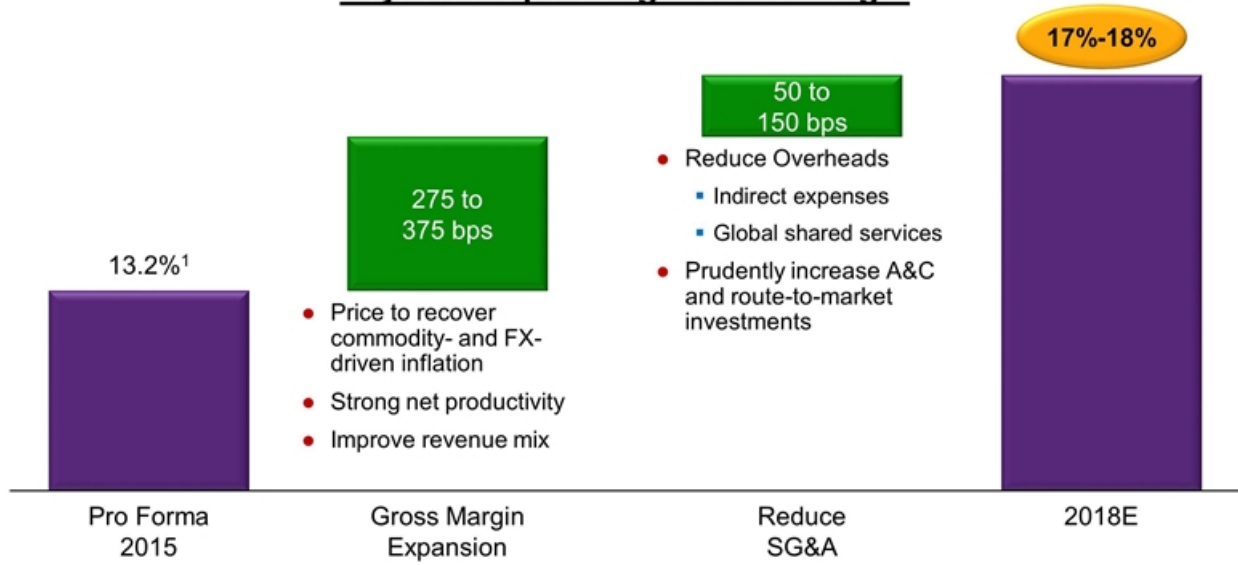 17%-18%
50 to
150 bps
Reduce Overheads
Indirect expenses
Global shared services
Prudently increase A&C
and route-to-market
investments
275 to
375 bps
Price to recover
commodity- and FX-
driven inflation
Strong net productivity
Improve revenue mix
13.2%¹
Pro Forma
2015
Gross Margin
Expansion
Reduce
SG&A
2018E